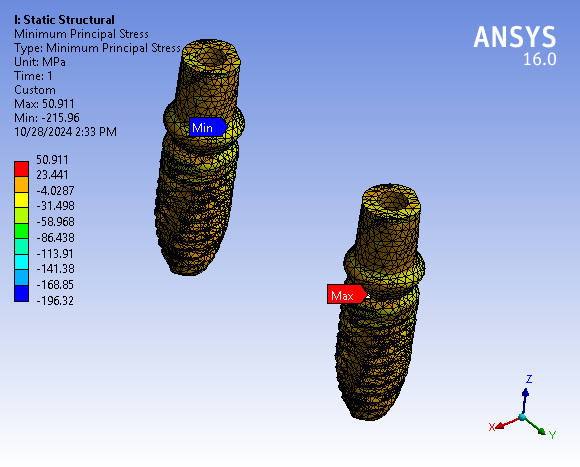 I: Static Structural
Minimum Principal Stress
Type: Minimum Principal Stress
Unit: MPa
Time: 1
Custom
Max: 50.911
Min: -215.96
10/28/2024 2:33 PM
50.911
23.441
-4.0287
-31.498
-58.968
-86.438
-113.91
-141.38
-168.85
-196.32
ANSYS
16.0
Min
Max
Z
X
Y